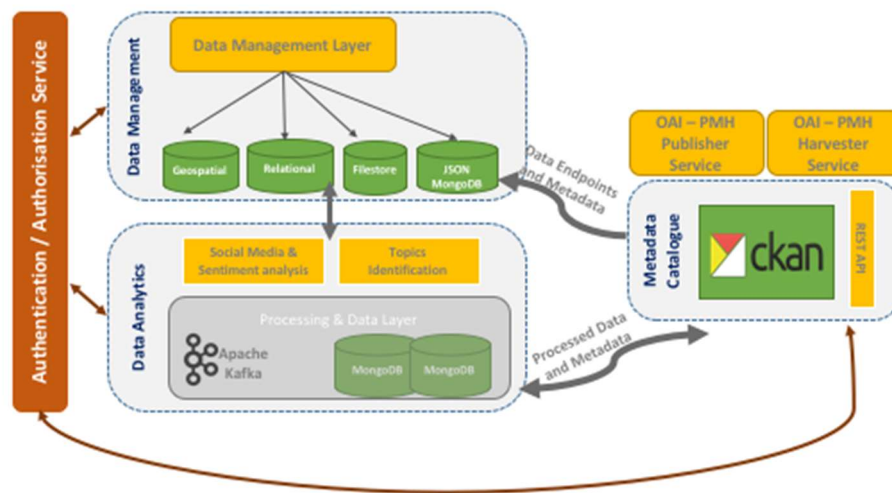 Authentication / Authorisation Service
Data Management
Data Management Layer
Geospatial
Relational
Filestore
JSON
MongoDB
Data Endpoints
and Metadata
OAI – PMH
Publisher
Service
OAI – PMH
Harvester
Service
Metadata
Catalogue
ckan
REST API
Data Analytics
Social Media &
Sentiment analysis
Topics
Identification
Processing & Data Layer
Apache
Kafka
MongoDB
MongoDB
Processed Data
and Metadata